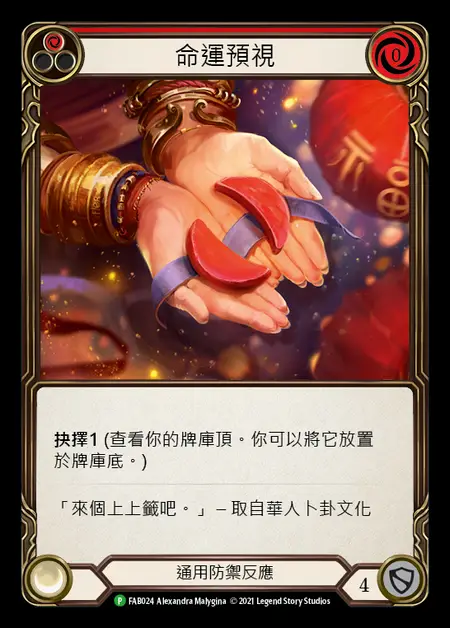 命運預視
0
福
抉擇1 (查看你的牌庫頂。你可以將它放置
於牌庫底。)
「來個上上籤吧。」 – 取自華人卜卦文化
通用防禦反應
4
P FAB024 Alexandra Malygina © 2021 Legend Story Studios